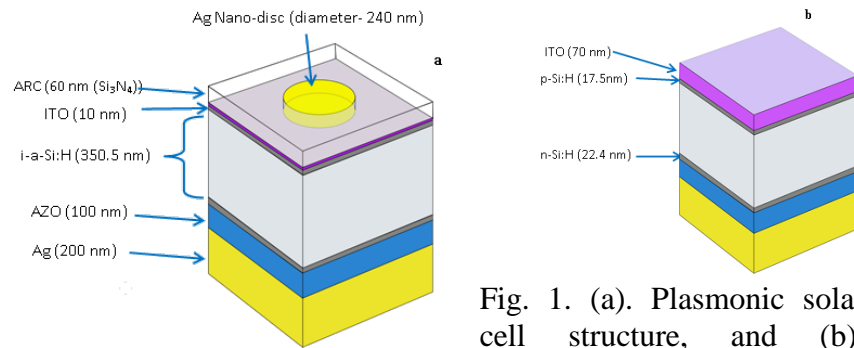 Ag Nano-disc (diameter- 240 nm)
a
ARC (60 nm (Si₃N₄))
ITO (10 nm)
i-a-Si:H (350.5 nm)
AZO (100 nm)
Ag (200 nm)
b
ITO (70 nm)
p-Si:H (17.5nm)
n-Si:H (22.4 nm)
Fig. 1. (a). Plasmonic sola
cell structure, and (b)